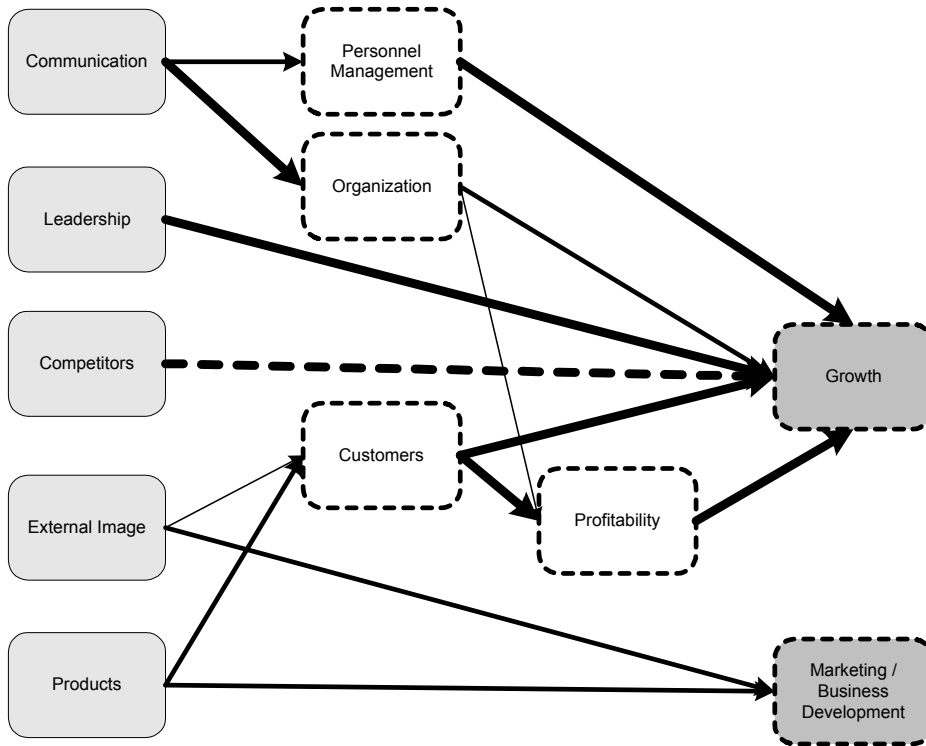 Communication
Personnel
Management
Organization
Leadership
Competitors
Growth
Customers
External Image
Profitability
Products
Marketing /
Business
Development